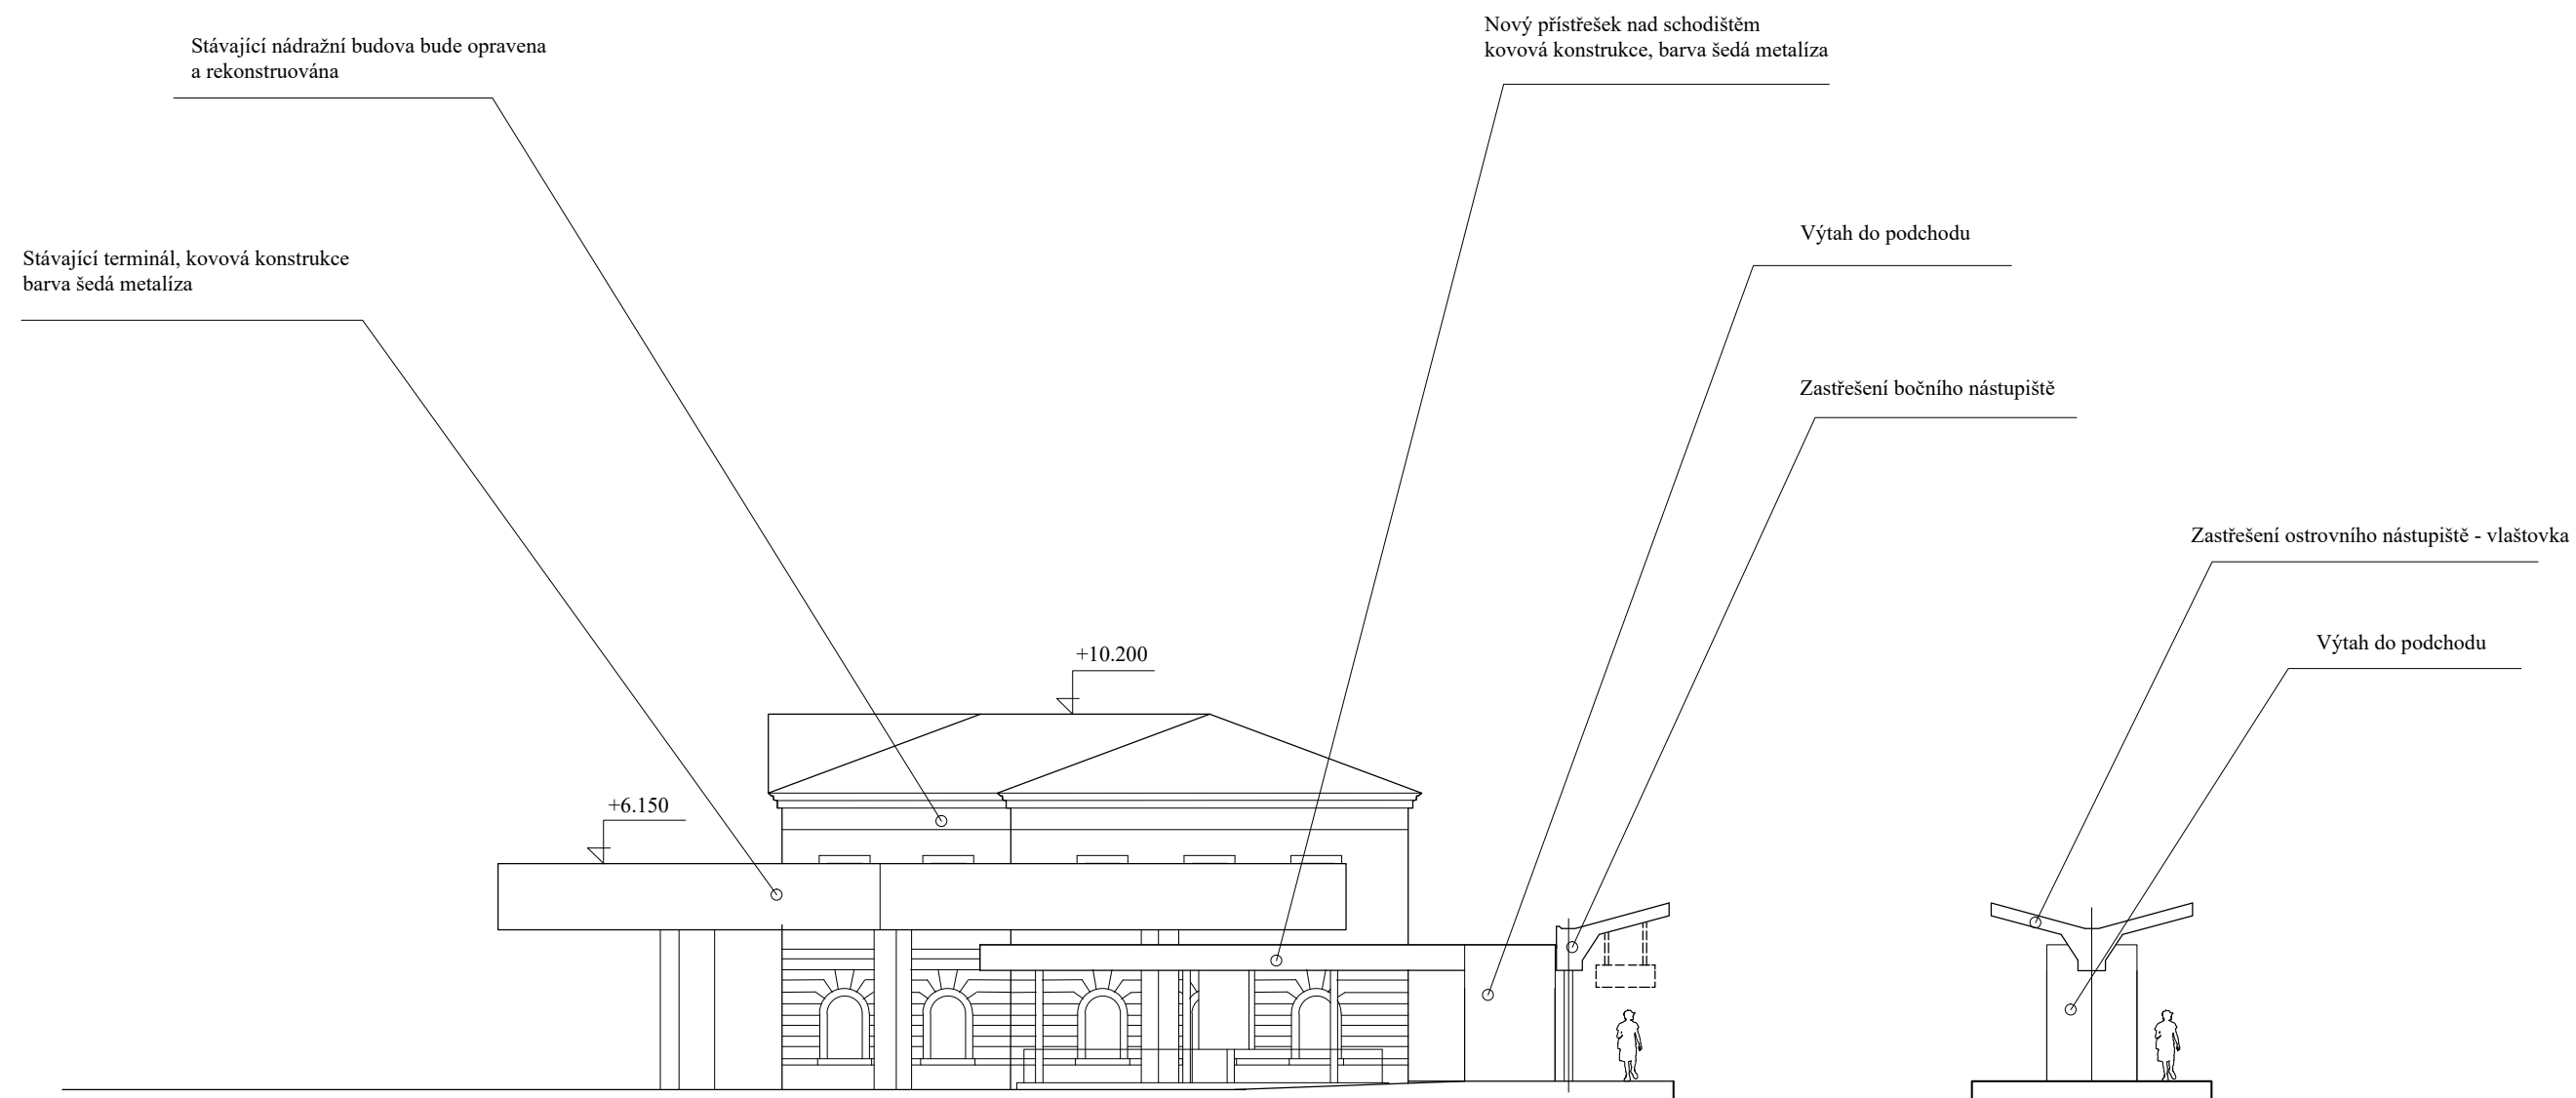 Nový přístřešek nad schodištěm
kovová konstrukce, barva šedá metalíza
Stávající nádražní budova bude opravena
a rekonstruována
Výtah do podchodu
Stávající terminál, kovová konstrukce
barva šedá metalíza
Zastřešení bočního nástupiště
Zastřešení ostrovního nástupiště - vlaštovka
Výtah do podchodu
+10.200
+6.150